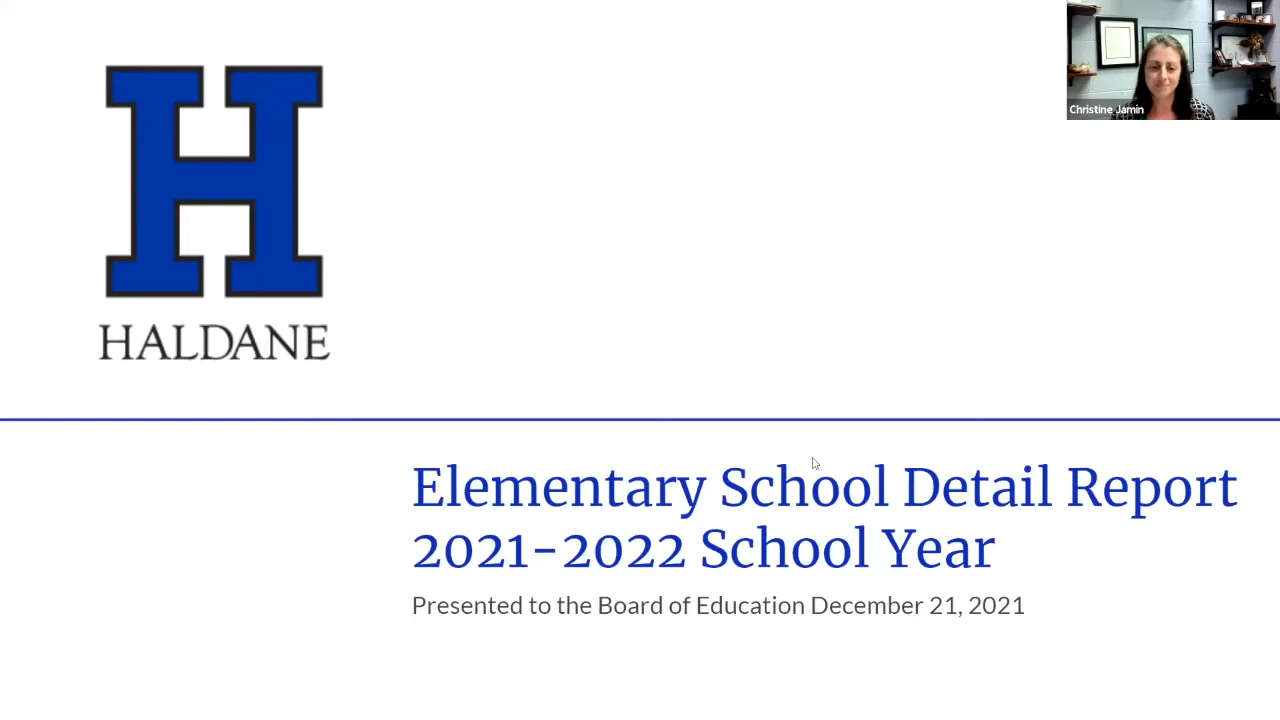 Christine Jamin
H
HALDANE
Elementary School Detail Report
2021-2022 School Year
Presented to the Board of Education December 21, 2021